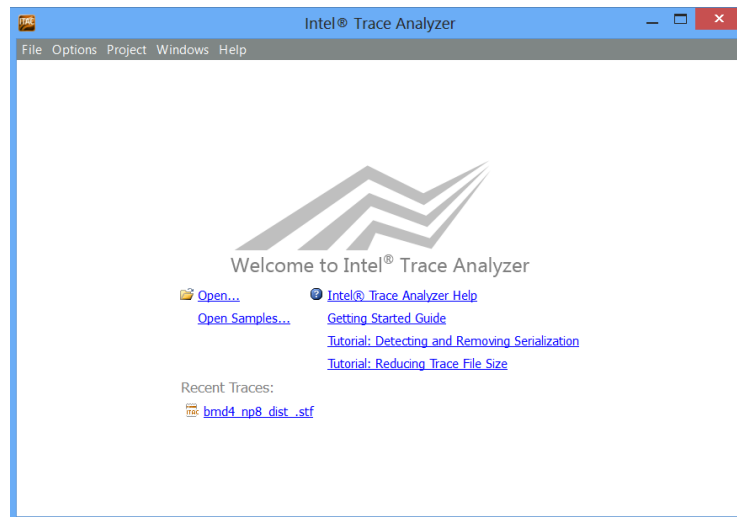 Intel® Trace Analyzer
File Options Project Windows Help
Welcome to Intel® Trace Analyzer
Open...
Intel® Trace Analyzer Help
Open Samples...
Getting Started Guide
Tutorial: Detecting and Removing Serialization
Tutorial: Reducing Trace File Size
Recent Traces:
bmd4_np8_dist_.stf